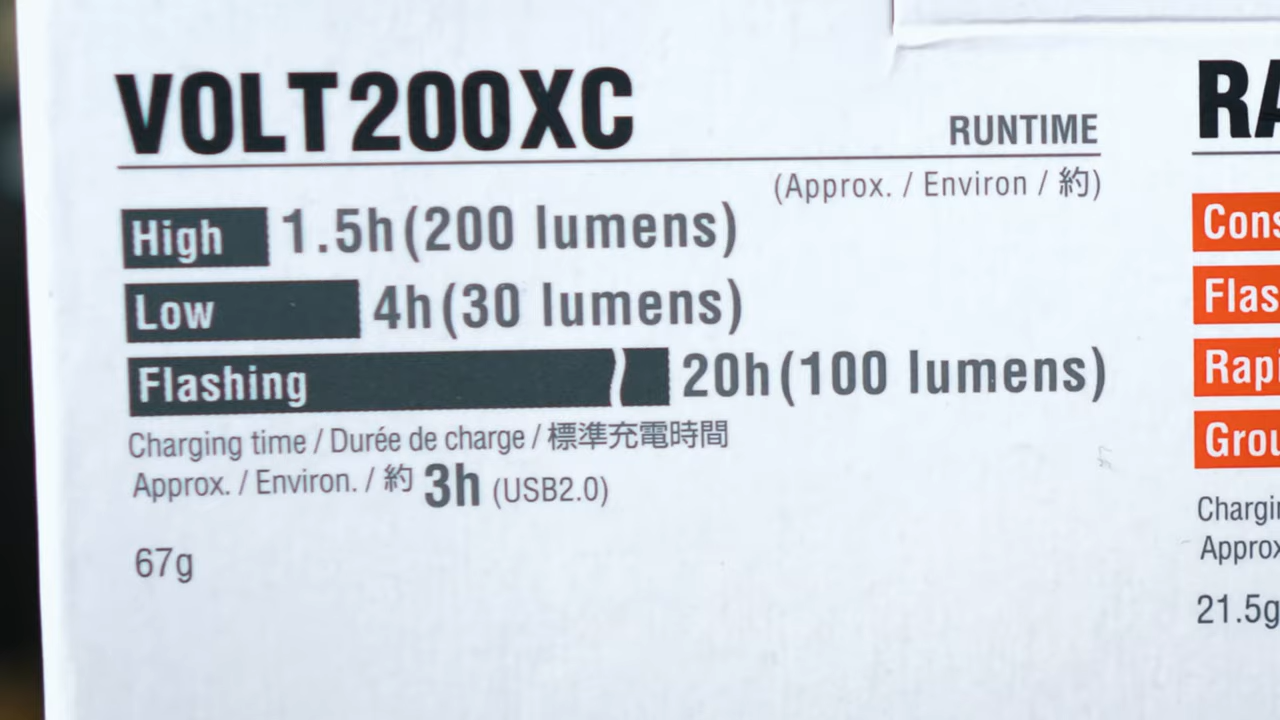 VOLT200XC
RUNTIME
(Approx. / Environ / 約)
High 1.5h(200 lumens)
Low 4h(30 lumens)
Flashing 20h(100 lumens)
Charging time / Durée de charge / 標準充電時間
Approx. / Environ. / 約 3h (USB2.0)
67g
RA
Cons
Flas
Rapi
Grou
Chargi
Approx
21.5g